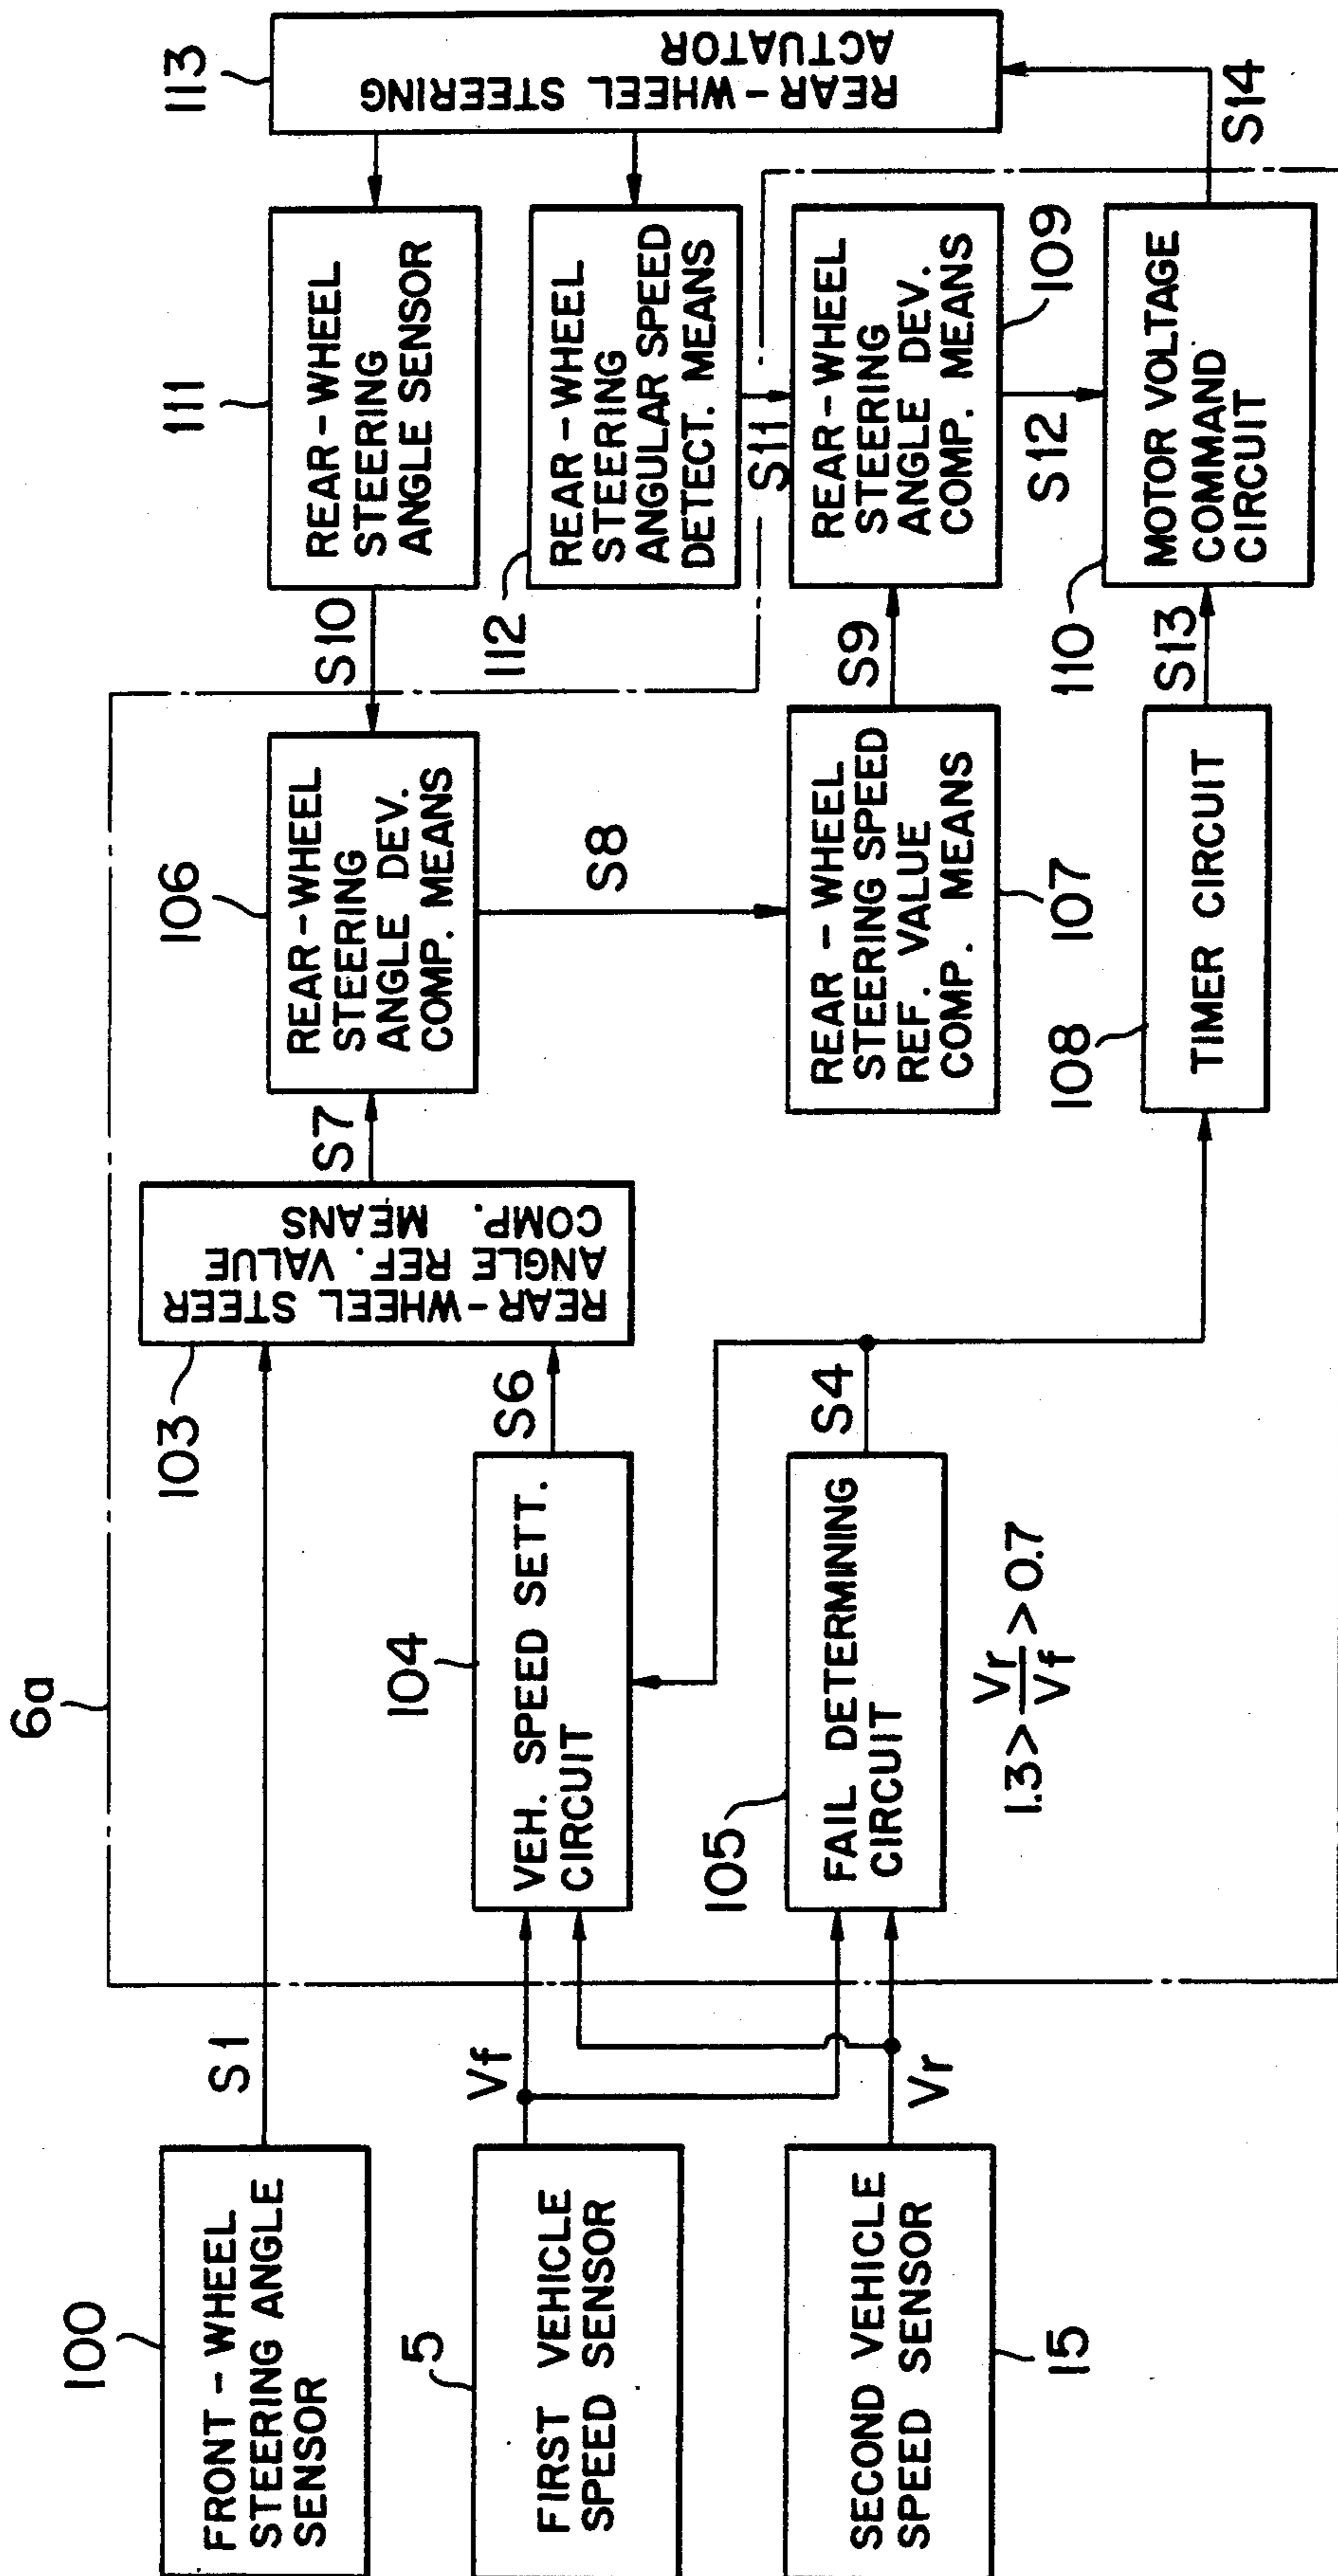 6a
100
FRONT-WHEEL
STEERING ANGLE
SENSOR
S1
5
FIRST VEHICLE
SPEED SENSOR
Vf
SECOND VEHICLE
SPEED SENSOR
15
Vr
103
REAR-WHEEL STEER
ANGLE REF. VALUE
COMP. MEANS
104
VEH. SPEED SETT.
CIRCUIT
S6
105
FAIL DETERMINING
CIRCUIT
S4
1.3>Vr/Vf>0.7
S7
106
REAR-WHEEL
STEERING
ANGLE DEV.
COMP. MEANS
S8
REAR-WHEEL
STEERING SPEED
REF. VALUE
COMP. MEANS
107
108
TIMER CIRCUIT
S10
111
REAR-WHEEL
STEERING
ANGLE SENSOR
112
REAR-WHEEL
STEERING
ANGULAR SPEED
DETECT. MEANS
S11
S9
REAR-WHEEL
STEERING
ANGLE DEV.
COMP. MEANS
109
S12
S13
110
MOTOR VOLTAGE
COMMAND
CIRCUIT
S14
113
REAR-WHEEL STEERING
ACTUATOR